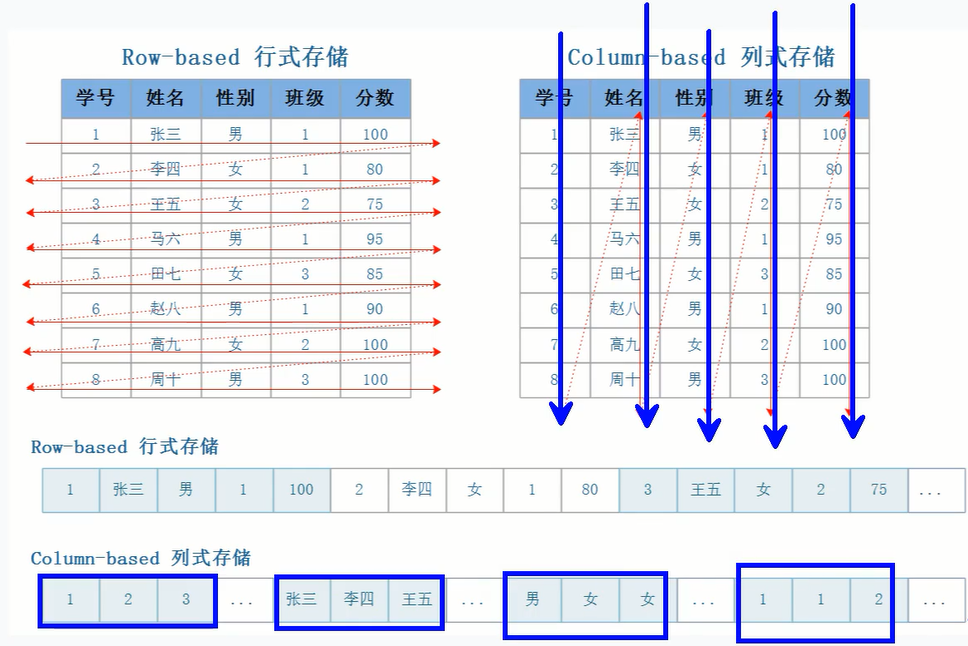 Row-based 行式存储
学号 姓名 性别 班级 分数
1 张三 男 1 100
2 李四 女 1 80
3 王五 女 2 75
4 马六 男 1 95
5 田七 女 3 85
6 赵八 男 1 90
7 高九 女 2 100
8 周十 男 3 100
Column-based 列式存储
学号 姓名 性别 班级 分数
1 张三 男 1 100
2 李四 女 1 80
3 王五 女 2 75
4 马六 男 1 95
5 田七 女 3 85
6 赵八 男 1 90
7 高九 女 2 100
8 周十 男 3 100
Row-based 行式存储
1 张三 男 1 100 2 李四 女 1 80 3 王五 女 2 75 ...
Column-based 列式存储
1 2 3 ... 张三 李四 王五 ... 男 女 女 ... 1 1 2 ...